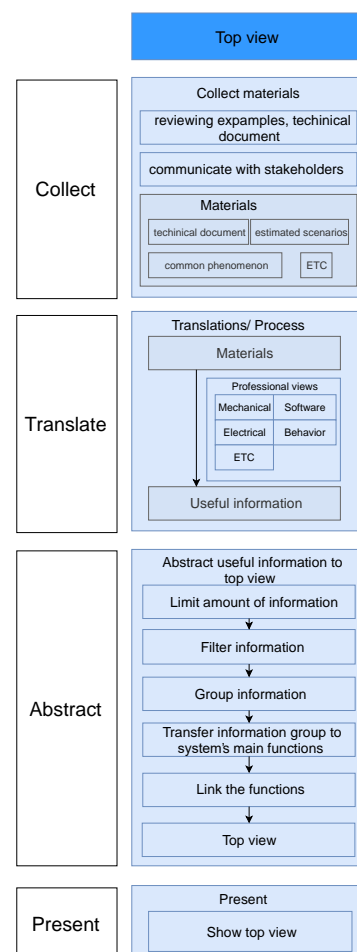 Top view
Collect
Collect materials
reviewing expamples, techinical
document
communicate with stakeholders
Materials
techinical document
estimated scenarios
common phenomenon
ETC
Translate
Translations/ Process
Materials
Professional views
Mechanical
Software
Electrical
Behavior
ETC
Useful information
Abstract
Abstract useful information to
top view
Limit amount of information
Filter information
Group information
Transfer information group to
system's main functions
Link the functions
Top view
Present
Present
Show top view